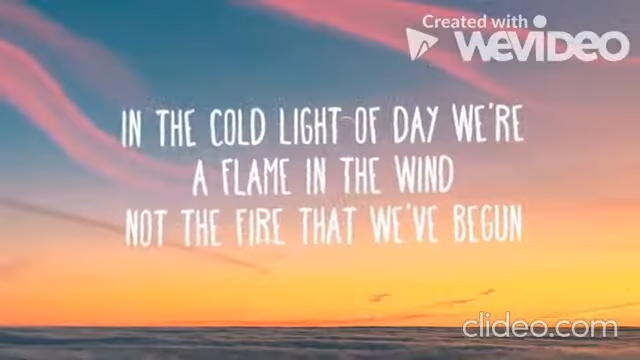 Created with
WEVIDEO
IN THE COLD LIGHT OF DAY WE'RE
A FLAME IN THE WIND
NOT THE FIRE THAT WE'VE BEGUN
clideo.com